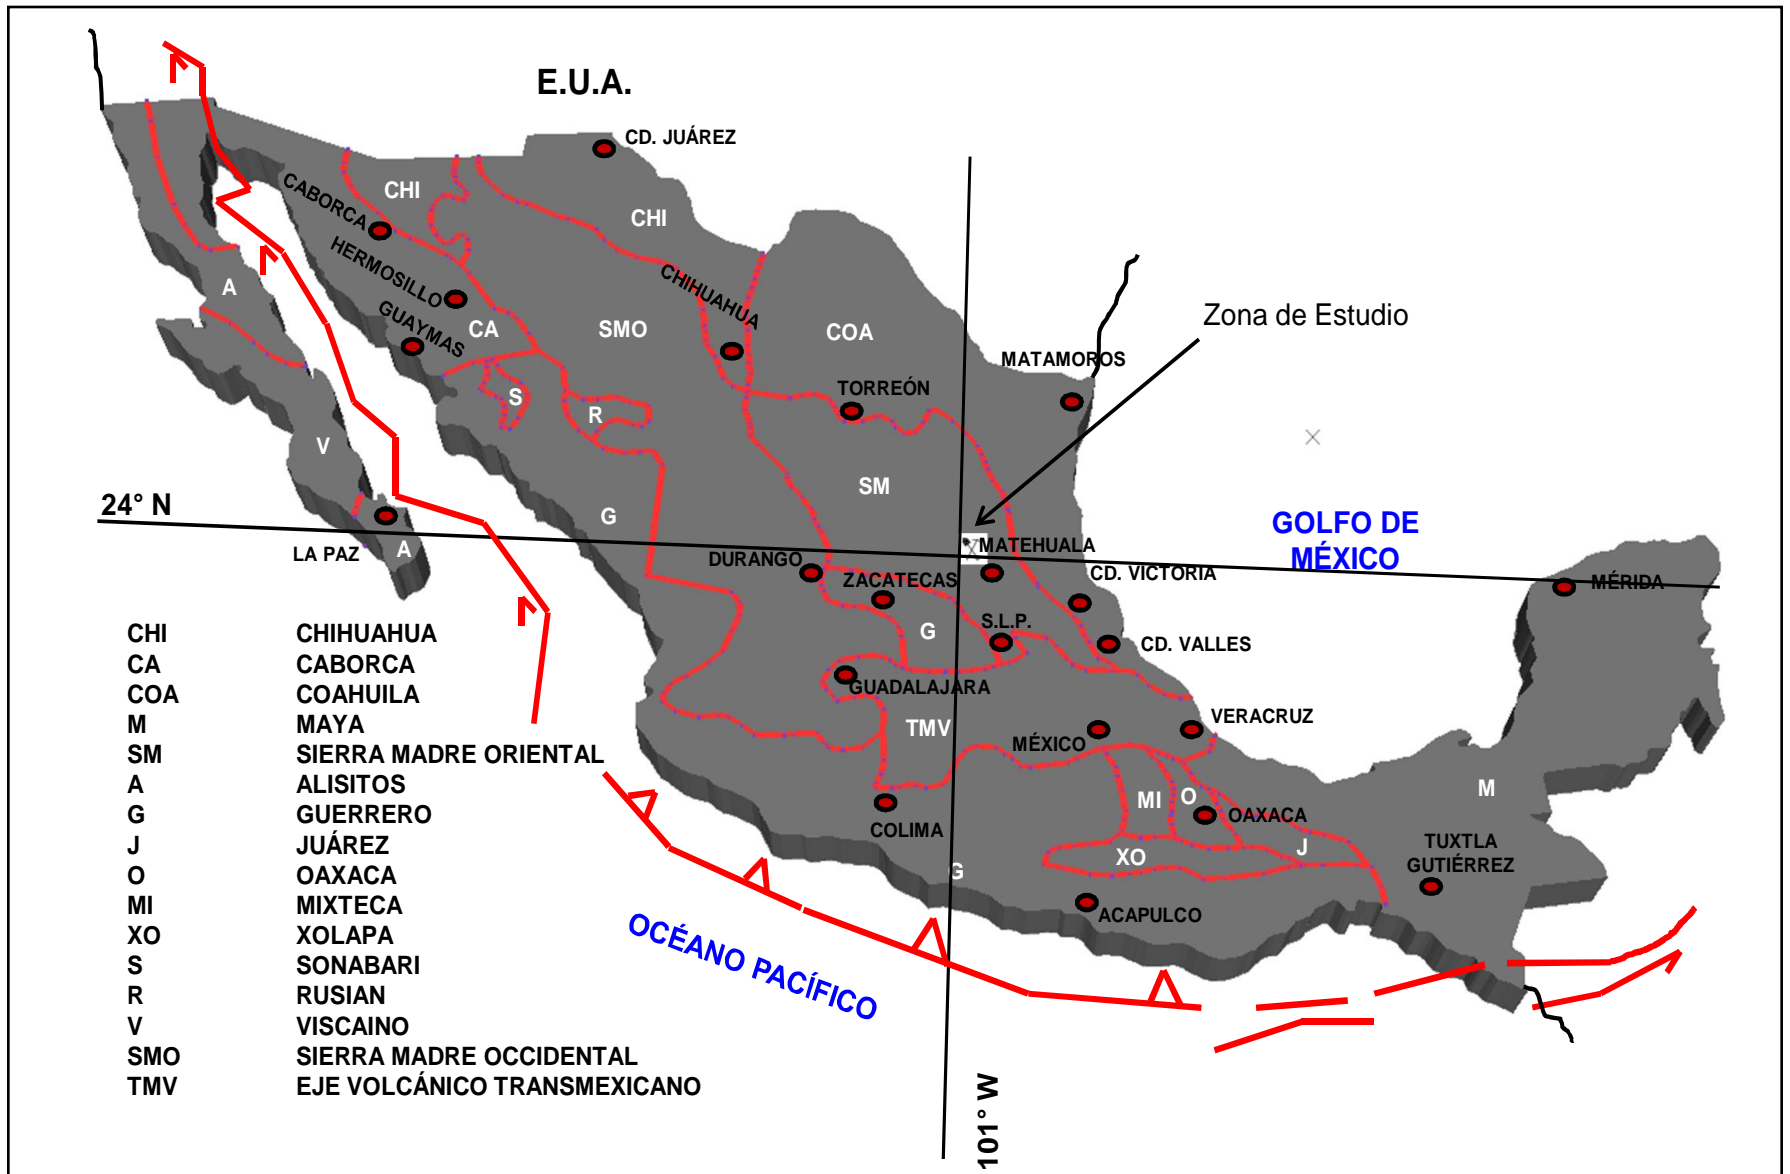 E.U.A.
CD. JUÁREZ
CHI
CABORCA
CHI
HERMOSILLO
CHIHUAHUA
A
GUAYMAS
CA
SMO
COA
Zona de Estudio
MATAMOROS
TORREÓN
S
R
V
SM
24° N
G
GOLFO DE
MÉXICO
LA PAZ
A
DURANGO
MATEHUALA
ZACATECAS
CD. VICTORIA
MÉRIDA
G
S.L.P.
CD. VALLES
GUADALAJARA
TMV
MÉXICO
VERACRUZ
M
MI
O
OAXACA
COLIMA
XO
J
TUXTLA
GUTIÉRREZ
G
ACAPULCO
OCÉANO PACÍFICO
101° W
CHI CHIHUAHUA
CA CABORCA
COA COAHUILA
M MAYA
SM SIERRA MADRE ORIENTAL
A ALISITOS
G GUERRERO
J JUÁREZ
O OAXACA
MI MIXTECA
XO XOLAPA
S SONABARI
R RUSIAN
V VISCAINO
SMO SIERRA MADRE OCCIDENTAL
TMV EJE VOLCÁNICO TRANSMEXICANO